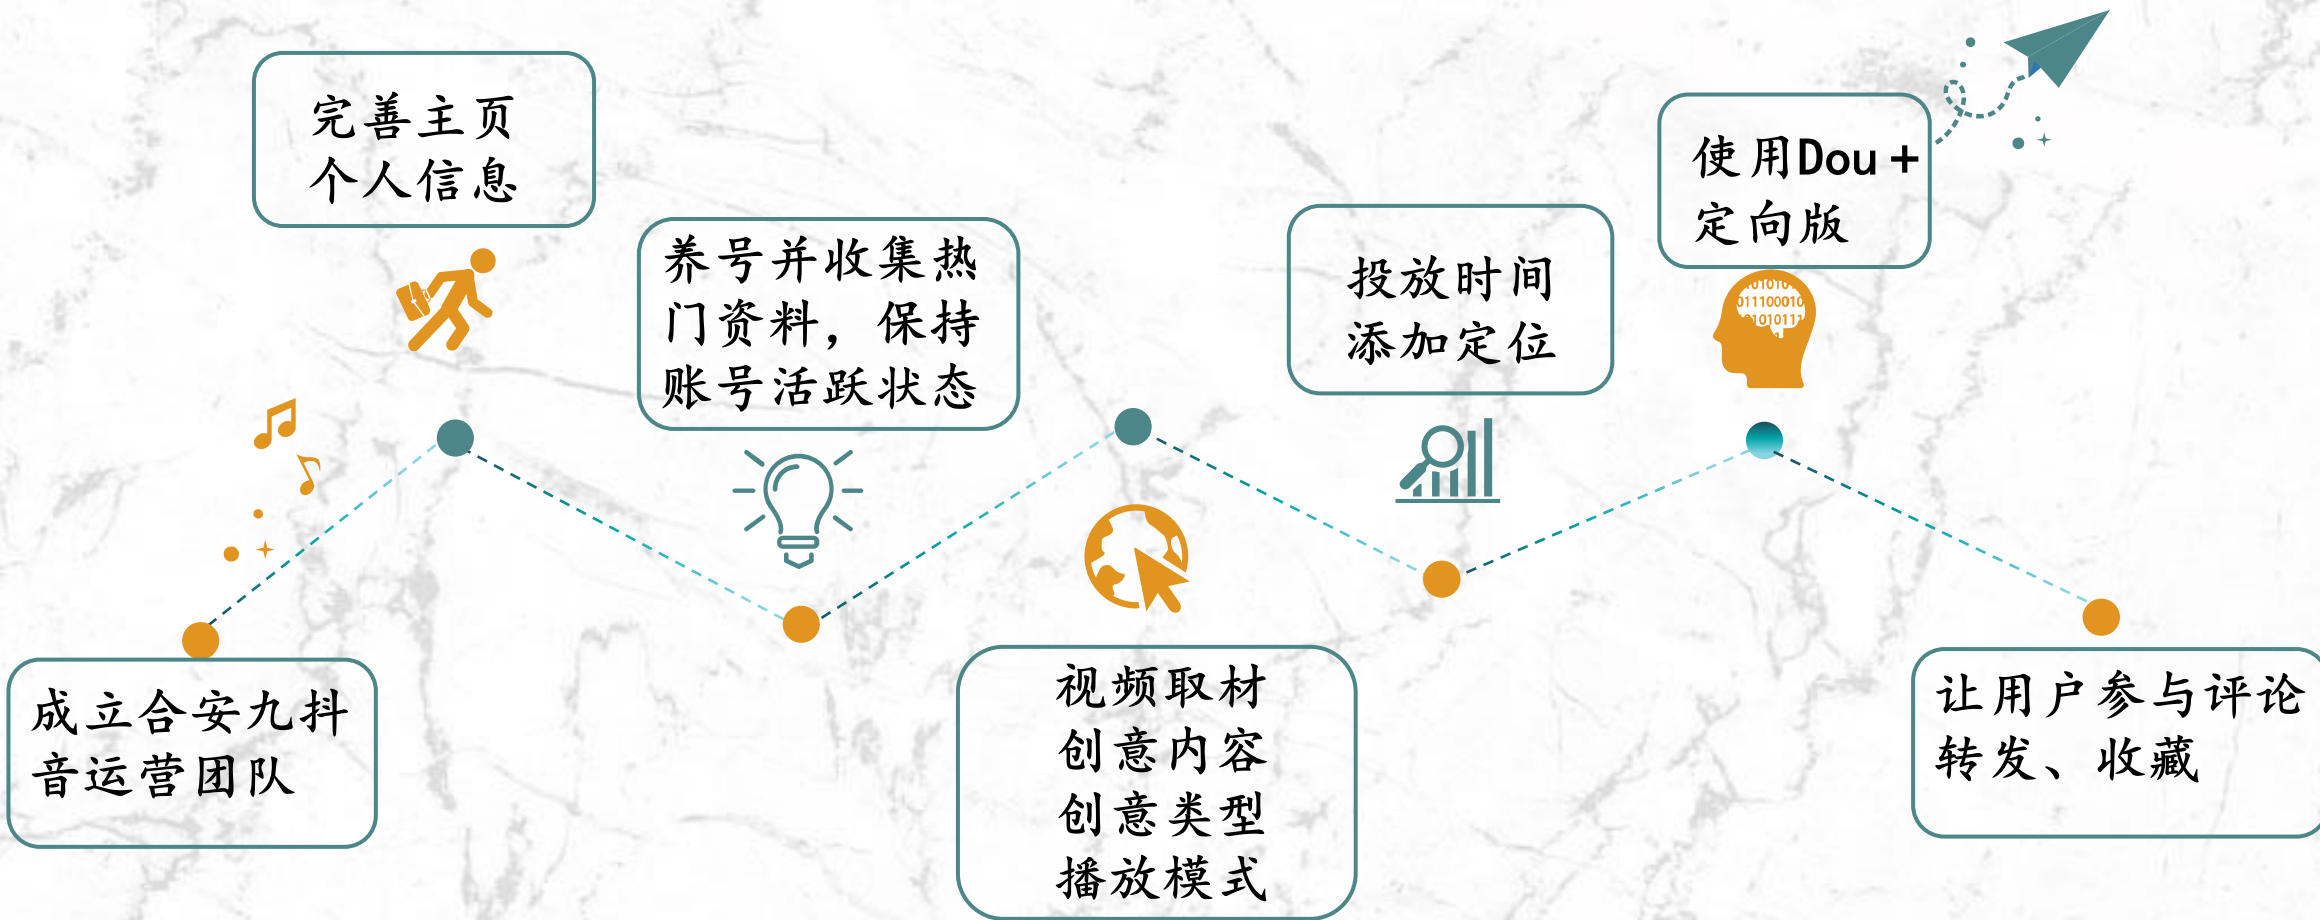 成立合安九抖
音运营团队
完善主页
个人信息
养号并收集热
门资料，保持
账号活跃状态
视频取材
创意内容
创意类型
播放模式
投放时间
添加定位
使用Dou+
定向版
10101
011100010
101010111
让用户参与评论
转发、收藏